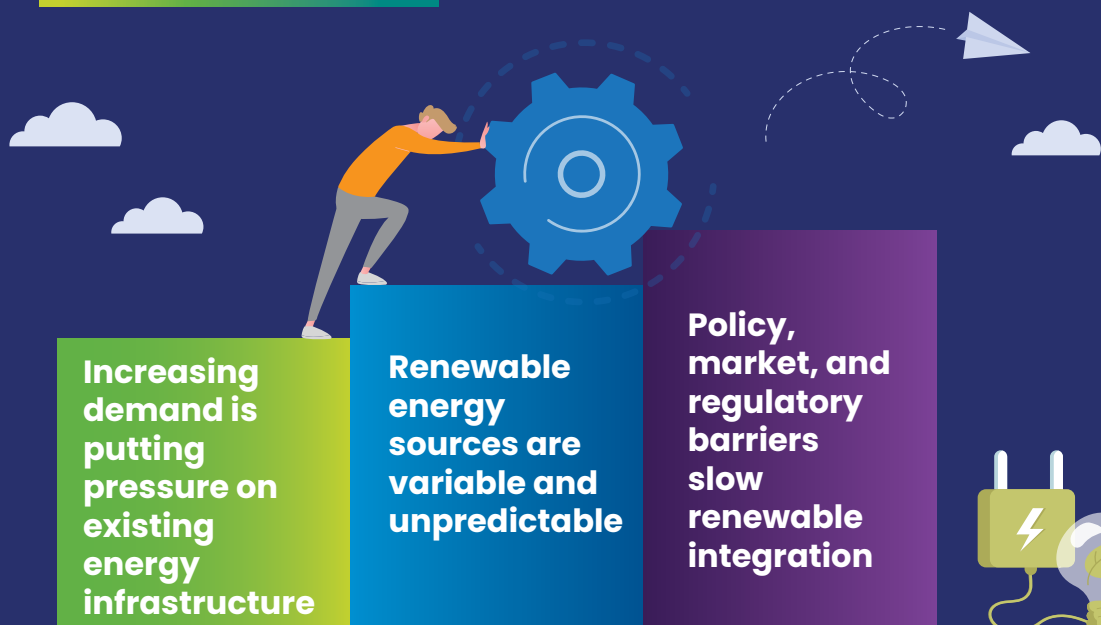 Increasing
demand is
putting
pressure on
existing
energy
infrastructure
Renewable
energy
sources are
variable and
unpredictable
Policy,
market, and
regulatory
barriers
slow
renewable
integration